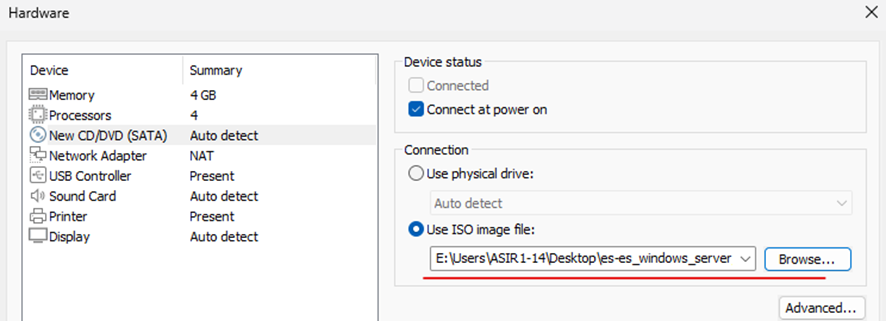 Hardware
Device Summary
Memory 4 GB
Processors 4
New CD/DVD (SATA) Auto detect
Network Adapter NAT
USB Controller Present
Sound Card Auto detect
Printer Present
Display Auto detect
Device status
Connected
Connect at power on
Connection
Use physical drive:
Auto detect
Use ISO image file:
E:\Users\ASIR1-14\Desktop\es-es_windows_server
Browse...
Advanced...